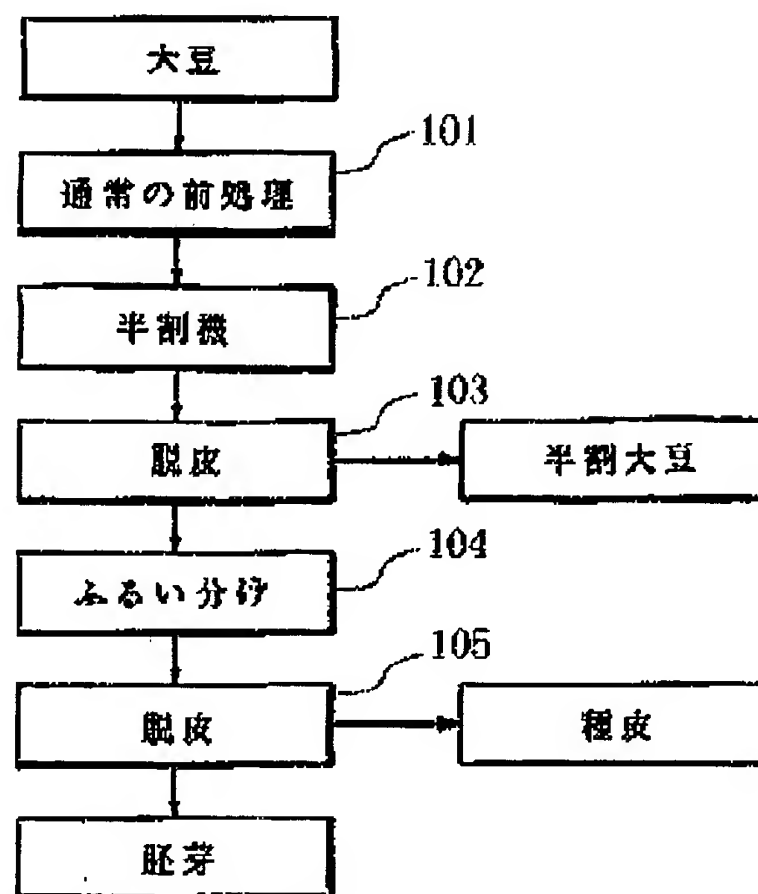 大豆
101
通常の前処理
102
半割機
103
脱皮
半割大豆
104
ふるい分け
105
脱皮
種皮
胚芽